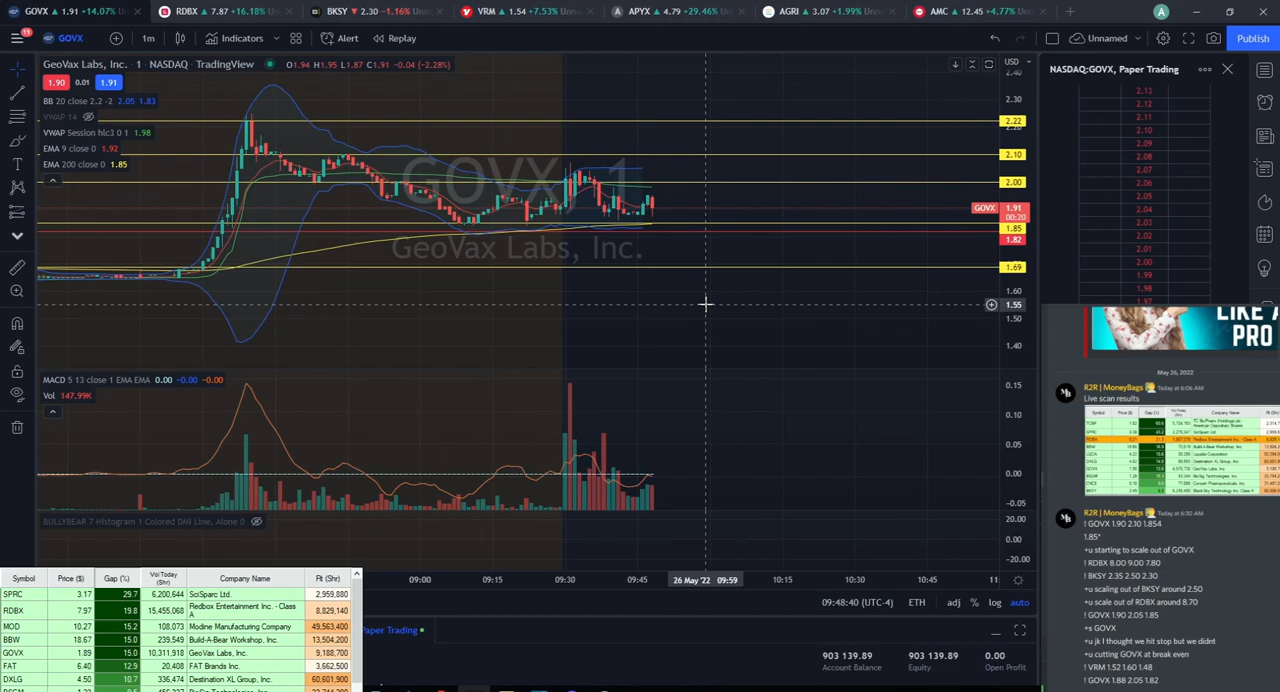 GOVX ▲ 1.91 +14.07% Un
RDBX ▲ 7.87 +16.18% Unn
BKSY ▼ 2.30 −1.16% Unn
VRM ▲ 1.54 +7.53% Unn
APYX ▲ 4.79 +29.46% Unn
AGRI ▲ 3.07 +1.99% Unn
AMC ▲ 12.45 +4.77% Un
A
11
GOVX
1m
Indicators
Alert
Replay
Unnamed
Publish
GeoVax Labs, Inc. · 1 · NASDAQ · TradingView
O1.94 H1.95 L1.87 C1.91 −0.04 (−2.28%)
1.90 0.01 1.91
BB 20 close 2.2 -2 2.05 1.83
VWAP 14
VWAP Session hlc3 0 1 1.98
EMA 9 close 0 1.92
EMA 200 close 0 1.85
GOVX, 1
GeoVax Labs, Inc.
USD
2.40
2.30
2.22
2.20
2.10
2.00
GOVX 1.91
00:20
1.85
1.82
1.69
1.60
1.55
1.50
1.40
MACD 5 13 close 1 EMA EMA 0.00 −0.00 −0.00
Vol 147.99K
0.15
0.10
0.05
0.00
−0.05
BULLYBEAR 7 Histogram 1 Colored DMI Line, Alone 0
20.00
0.00
−20.00
09:00
09:15
09:30
09:45
26 May '22 09:59
10:15
10:30
10:45
11
09:48:40 (UTC-4)
ETH
adj
%
log
auto
Paper Trading
903 139.89
Account Balance
903 139.89
Equity
0.00
Open Profit
NASDAQ:GOVX, Paper Trading
2.13
2.12
2.11
2.10
2.09
2.08
2.07
2.06
2.05
2.04
2.03
2.02
2.01
2.00
1.99
1.98
1.97
LIKE A
PRO
May 26, 2022
R2R | MoneyBags Today at 6:06 AM
Live scan results
R2R | MoneyBags Today at 6:30 AM
! GOVX 1.90 2.10 1.854
1.85*
+u starting to scale out of GOVX
! RDBX 8.00 9.00 7.80
! BKSY 2.35 2.50 2.30
+u scaling out of BKSY around 2.50
+u scale out of RDBX around 8.70
! GOVX 1.90 2.05 1.85
+s GOVX
+u jk I thought we hit stop but we didnt
+u cutting GOVX at break even
! VRM 1.52 1.60 1.48
! GOVX 1.88 2.05 1.82
Symbol Price ($) Gap (%) Vol Today (Shr) Company Name Flt (Shr)
SPRC 3.17 29.7 6,200,644 SciSparc Ltd. 2,959,880
RDBX 7.97 19.8 15,455,068 Redbox Entertainment Inc. - Class A 8,829,140
MOD 10.27 15.2 108,073 Modine Manufacturing Company 49,563,400
BBW 18.67 15.0 239,549 Build-A-Bear Workshop, Inc. 13,504,200
GOVX 1.89 15.0 10,311,918 GeoVax Labs, Inc. 9,188,700
FAT 6.40 12.9 20,408 FAT Brands Inc. 3,662,500
DXLG 4.50 10.7 336,474 Destination XL Group, Inc. 60,601,900